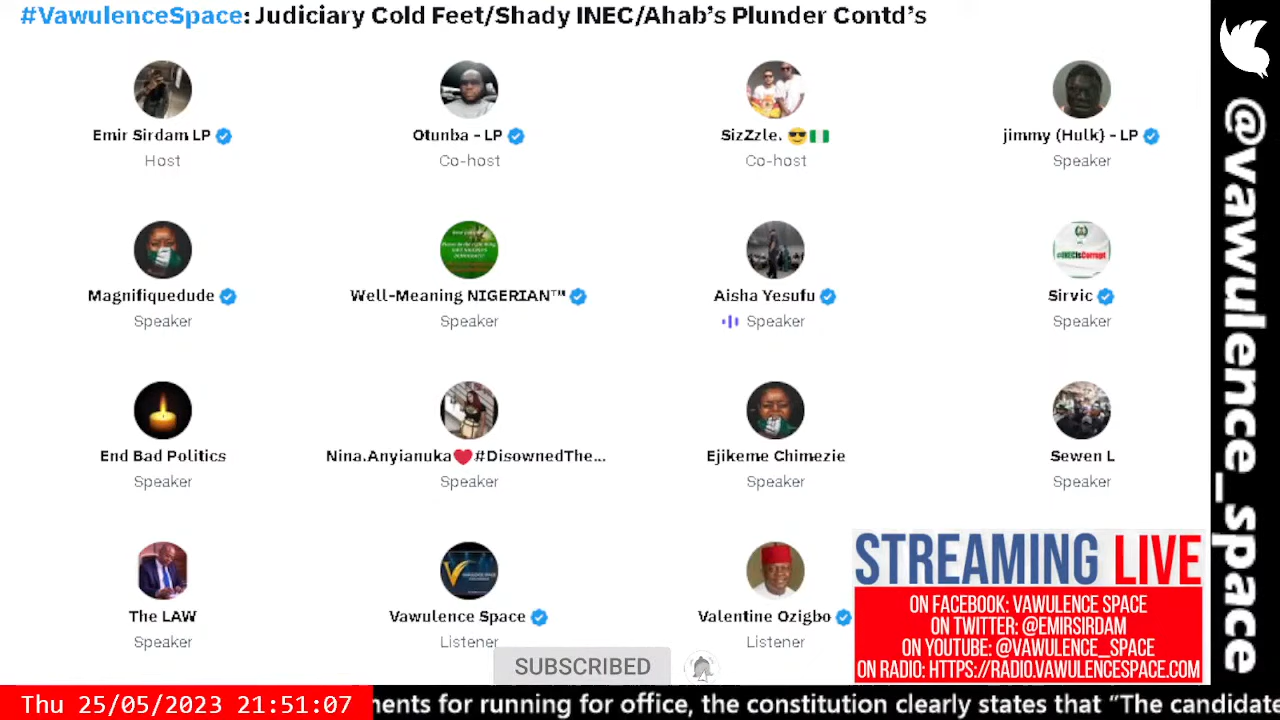 #VawulenceSpace: Judiciary Cold Feet/Shady INEC/Ahab's Plunder Contd's
Emir Sirdam LP
Host
Otunba - LP
Co-host
SizZzle. 😎🇳🇬
Co-host
jimmy (Hulk) - LP
Speaker
Magnifiquedude
Speaker
Well-Meaning NIGERIAN™
Speaker
Aisha Yesufu
Speaker
#INECIsCorrupt
Sirvic
Speaker
End Bad Politics
Speaker
Nina.Anyianuka❤️#DisownedThe...
Speaker
Ejikeme Chimezie
Speaker
Sewen L
Speaker
The LAW
Speaker
Vawulence Space
Listener
Valentine Ozigbo
Listener
STREAMING LIVE
ON FACEBOOK: VAWULENCE SPACE
ON TWITTER: @EMIRSIRDAM
ON YOUTUBE: @VAWULENCE_SPACE
ON RADIO: HTTPS://RADIO.VAWULENCESPACE.COM
SUBSCRIBED
@vawulence_space
Thu 25/05/2023 21:51:07
nents for running for office, the constitution clearly states that “The candidate